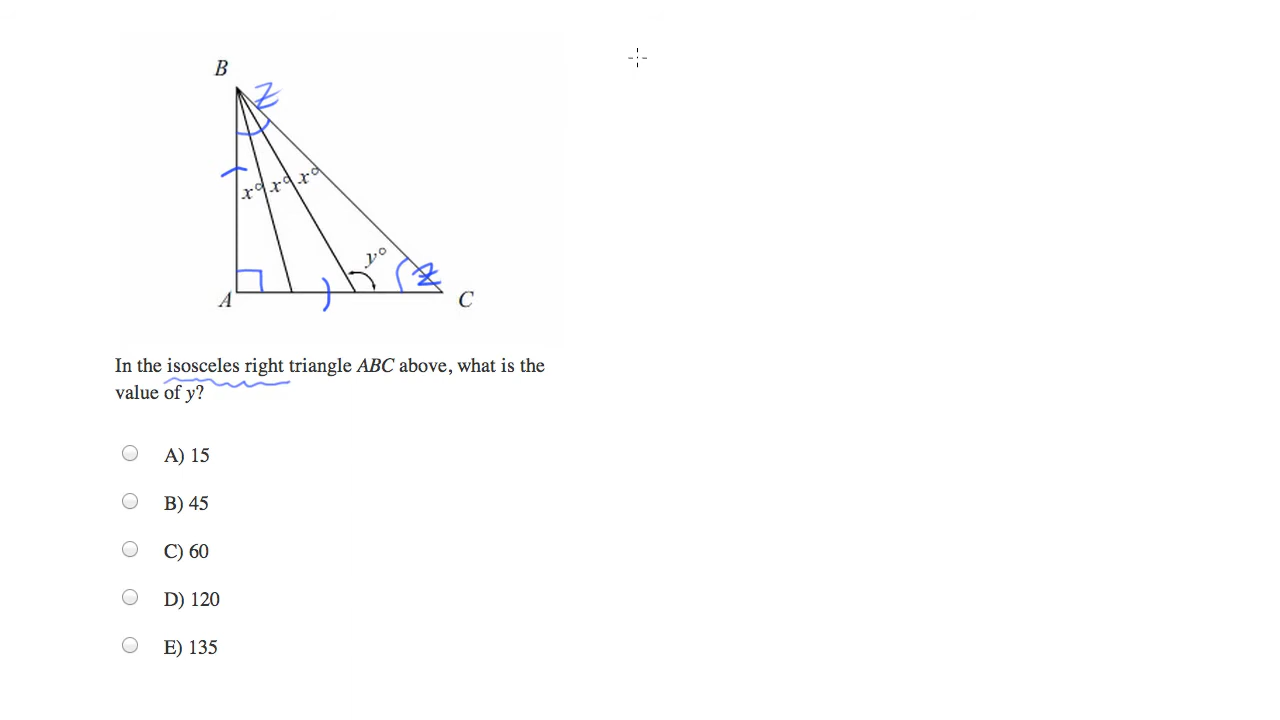 B
z
x° x° x°
y°
z
A
C
In the isosceles right triangle ABC above, what is the
value of y?
A) 15
B) 45
C) 60
D) 120
E) 135